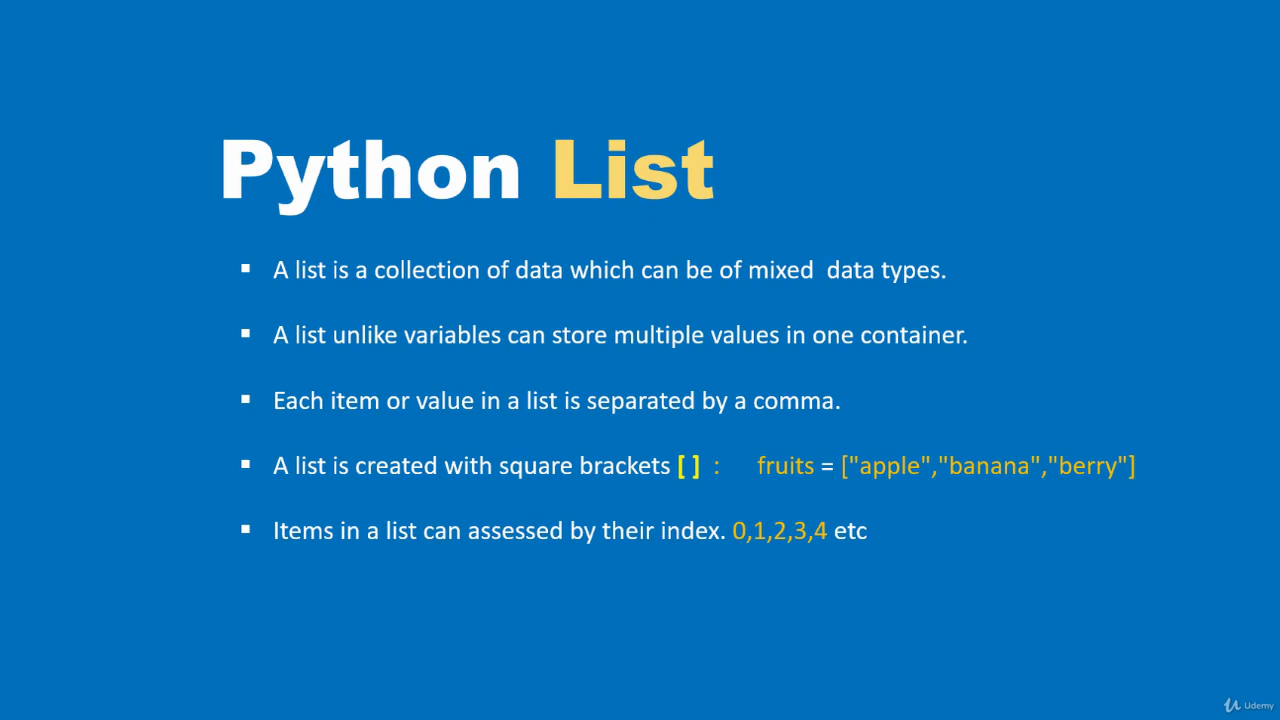 Python List
▪ A list is a collection of data which can be of mixed  data types.
▪ A list unlike variables can store multiple values in one container.
▪ Each item or value in a list is separated by a comma.
▪ A list is created with square brackets [ ] :    fruits = ["apple","banana","berry"]
▪ Items in a list can assessed by their index. 0,1,2,3,4 etc
Udemy